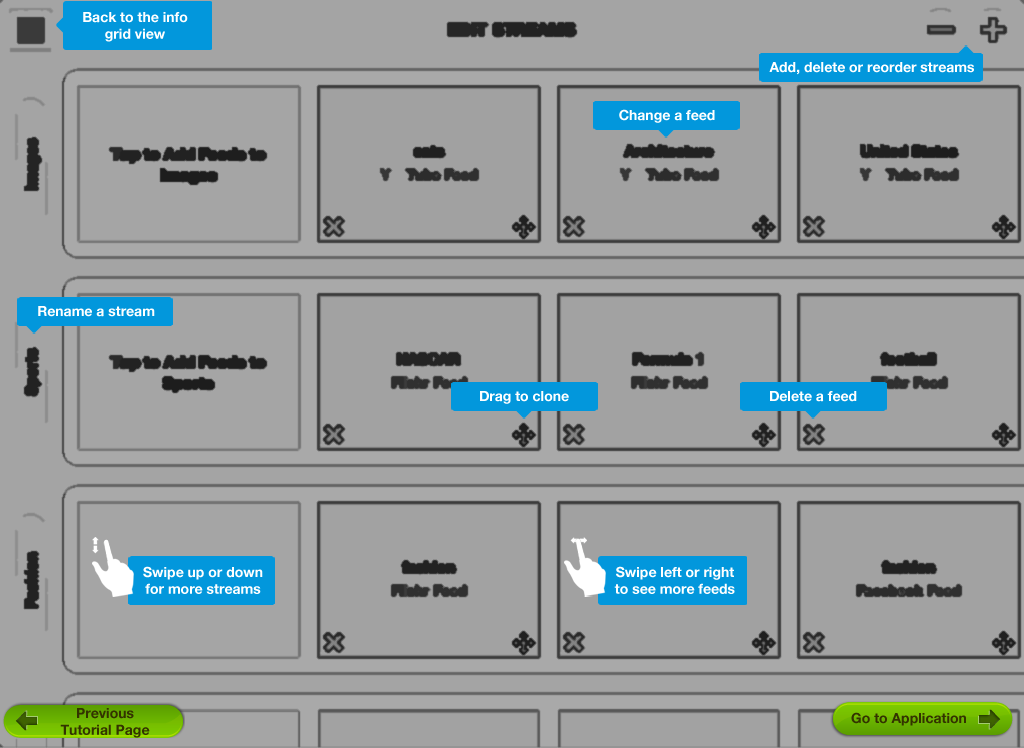 Back to the info
grid view
EDIT STREAMS
Add, delete or reorder streams
Images
Tap to Add Feeds to
Images
cats
Y Tube Feed
Change a feed
Architecture
Y Tube Feed
United States
Y Tube Feed
Rename a stream
Sports
Tap to Add Feeds to
Sports
NASCAR
Flickr Feed
Drag to clone
Formula 1
Flickr Feed
football
Flickr Feed
Delete a feed
Fashion
Swipe up or down
for more streams
fashion
Flickr Feed
Swipe left or right
to see more feeds
fashion
Facebook Feed
Previous
Tutorial Page
Go to Application